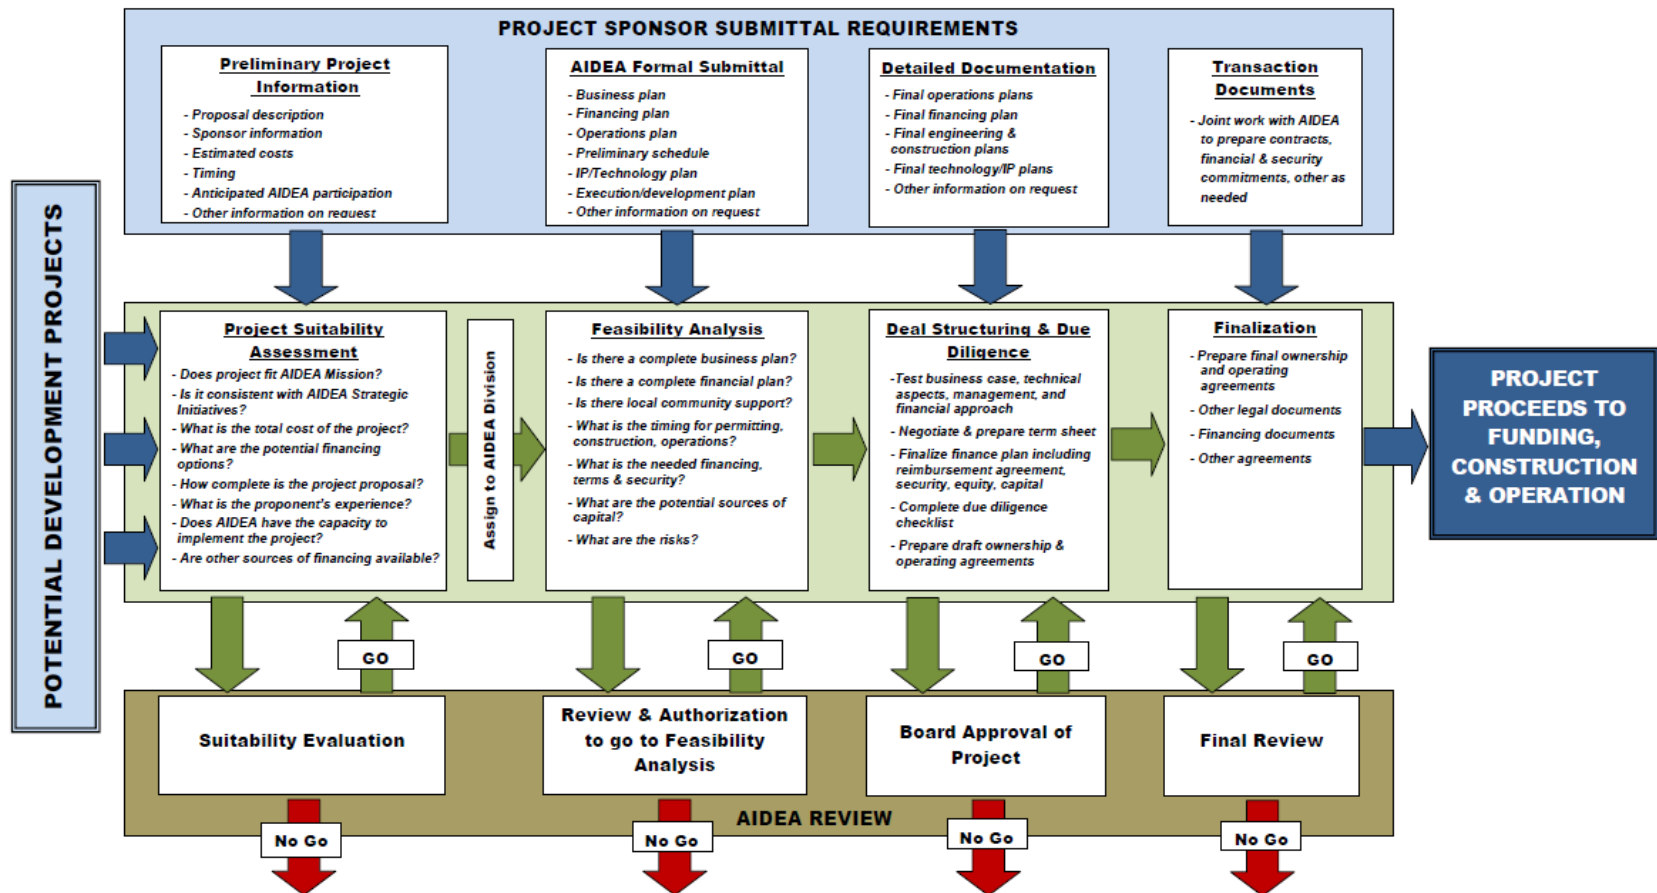 PROJECT SPONSOR SUBMITTAL REQUIREMENTS
Preliminary Project
Information
- Proposal description
- Sponsor information
- Estimated costs
- Timing
- Anticipated AIDEA participation
- Other information on request
AIDEA Formal Submittal
- Business plan
- Financing plan
- Operations plan
- Preliminary schedule
- IP/Technology plan
- Execution/development plan
- Other information on request
Detailed Documentation
- Final operations plans
- Final financing plan
- Final engineering &
construction plans
- Final technology/IP plans
- Other information on request
Transaction
Documents
- Joint work with AIDEA
to prepare contracts,
financial & security
commitments, other as
needed
POTENTIAL DEVELOPMENT PROJECTS
Project Suitability
Assessment
- Does project fit AIDEA Mission?
- Is it consistent with AIDEA Strategic
Initiatives?
- What is the total cost of the project?
- What are the potential financing
options?
- How complete is the project proposal?
- What is the proponent's experience?
- Does AIDEA have the capacity to
implement the project?
- Are other sources of financing available?
Assign to AIDEA Division
Feasibility Analysis
- Is there a complete business plan?
- Is there a complete financial plan?
- Is there local community support?
- What is the timing for permitting,
construction, operations?
- What is the needed financing,
terms & security?
- What are the potential sources of
capital?
- What are the risks?
Deal Structuring & Due
Diligence
-Test business case, technical
aspects, management, and
financial approach
- Negotiate & prepare term sheet
- Finalize finance plan including
reimbursement agreement,
security, equity, capital
- Complete due diligence
checklist
- Prepare draft ownership &
operating agreements
Finalization
- Prepare final ownership
and operating
agreements
- Other legal documents
- Financing documents
- Other agreements
PROJECT
PROCEEDS TO
FUNDING,
CONSTRUCTION
& OPERATION
GO
GO
GO
GO
Suitability Evaluation
Review & Authorization
to go to Feasibility
Analysis
Board Approval of
Project
Final Review
AIDEA REVIEW
No Go
No Go
No Go
No Go